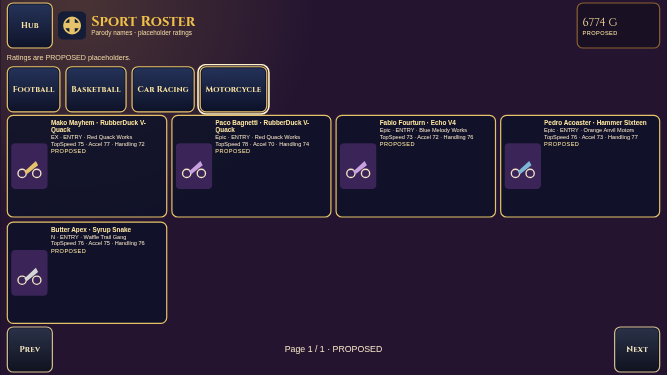 Hub
Sport Roster
Parody names · placeholder ratings
6774 G
PROPOSED
Ratings are PROPOSED placeholders.
Football
Basketball
Car Racing
Motorcycle
Mako Mayhem · RubberDuck V-
Quack
EX · ENTRY · Red Quack Works
TopSpeed 75 · Accel 77 · Handling 72
PROPOSED
Paco Bagnetti · RubberDuck V-
Quack
Epic · ENTRY · Red Quack Works
TopSpeed 78 · Accel 70 · Handling 74
PROPOSED
Fabio Fourturn · Echo V4
Epic · ENTRY · Blue Melody Works
TopSpeed 73 · Accel 72 · Handling 76
PROPOSED
Pedro Acoaster · Hammer Sixteen
Epic · ENTRY · Orange Anvil Motors
TopSpeed 76 · Accel 73 · Handling 77
PROPOSED
Butter Apex · Syrup Snake
N · ENTRY · Waffle Trail Gang
TopSpeed 76 · Accel 75 · Handling 76
PROPOSED
Prev
Page 1 / 1 · PROPOSED
Next